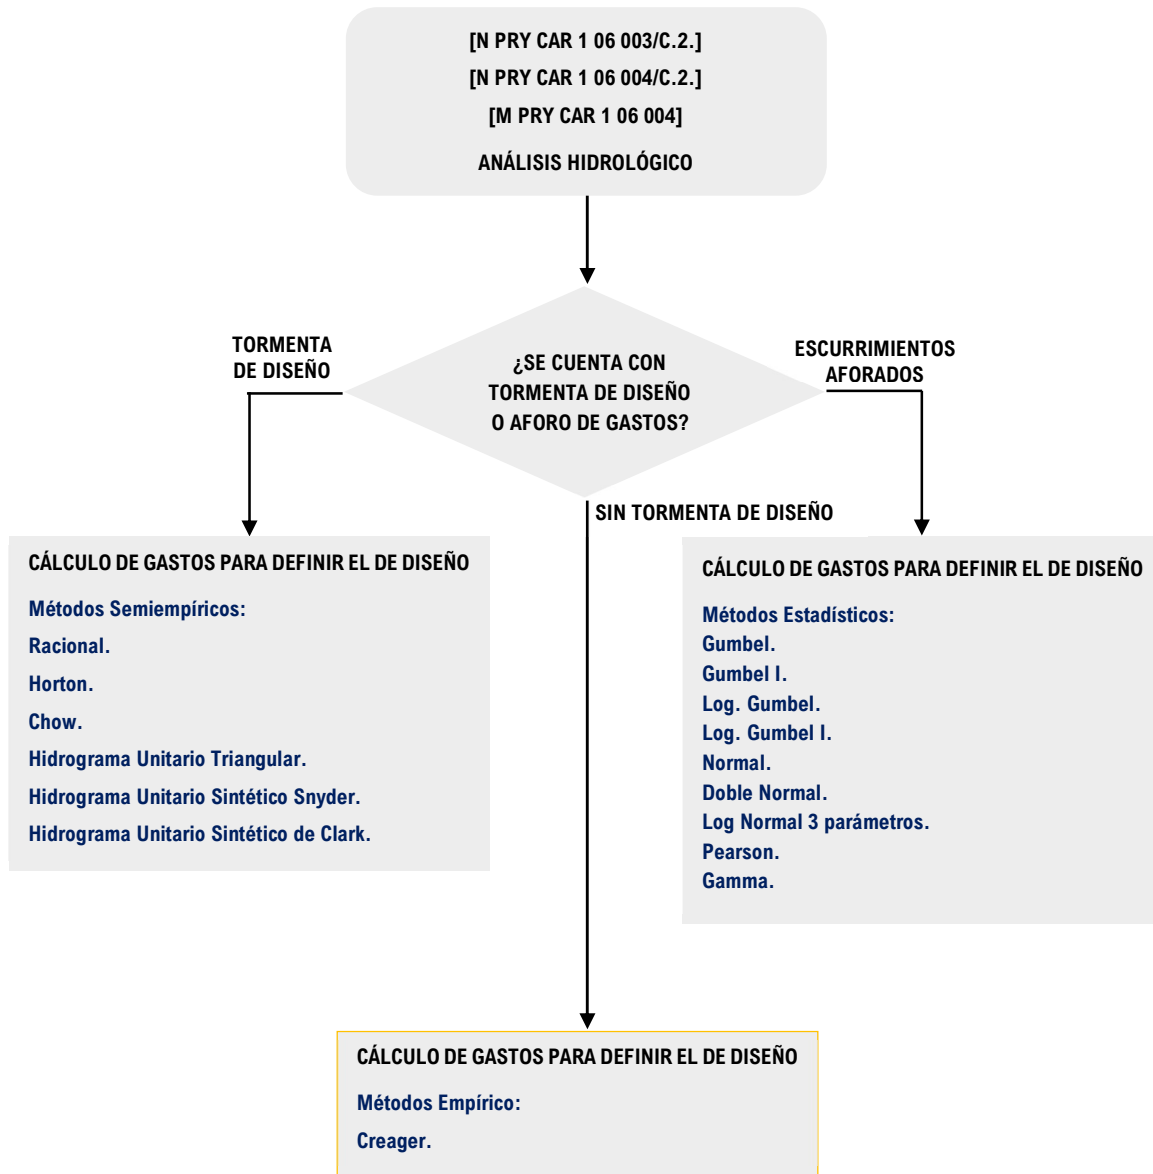 [N PRY CAR 1 06 003/C.2.]
[N PRY CAR 1 06 004/C.2.]
[M PRY CAR 1 06 004]
ANÁLISIS HIDROLÓGICO
TORMENTA
DE DISEÑO
¿SE CUENTA CON
TORMENTA DE DISEÑO
O AFORO DE GASTOS?
ESCURRIMIENTOS
AFORADOS
SIN TORMENTA DE DISEÑO
CÁLCULO DE GASTOS PARA DEFINIR EL DE DISEÑO
Métodos Semiempíricos:
Racional.
Horton.
Chow.
Hidrograma Unitario Triangular.
Hidrograma Unitario Sintético Snyder.
Hidrograma Unitario Sintético de Clark.
CÁLCULO DE GASTOS PARA DEFINIR EL DE DISEÑO
Métodos Estadísticos:
Gumbel.
Gumbel I.
Log. Gumbel.
Log. Gumbel I.
Normal.
Doble Normal.
Log Normal 3 parámetros.
Pearson.
Gamma.
CÁLCULO DE GASTOS PARA DEFINIR EL DE DISEÑO
Métodos Empírico:
Creager.